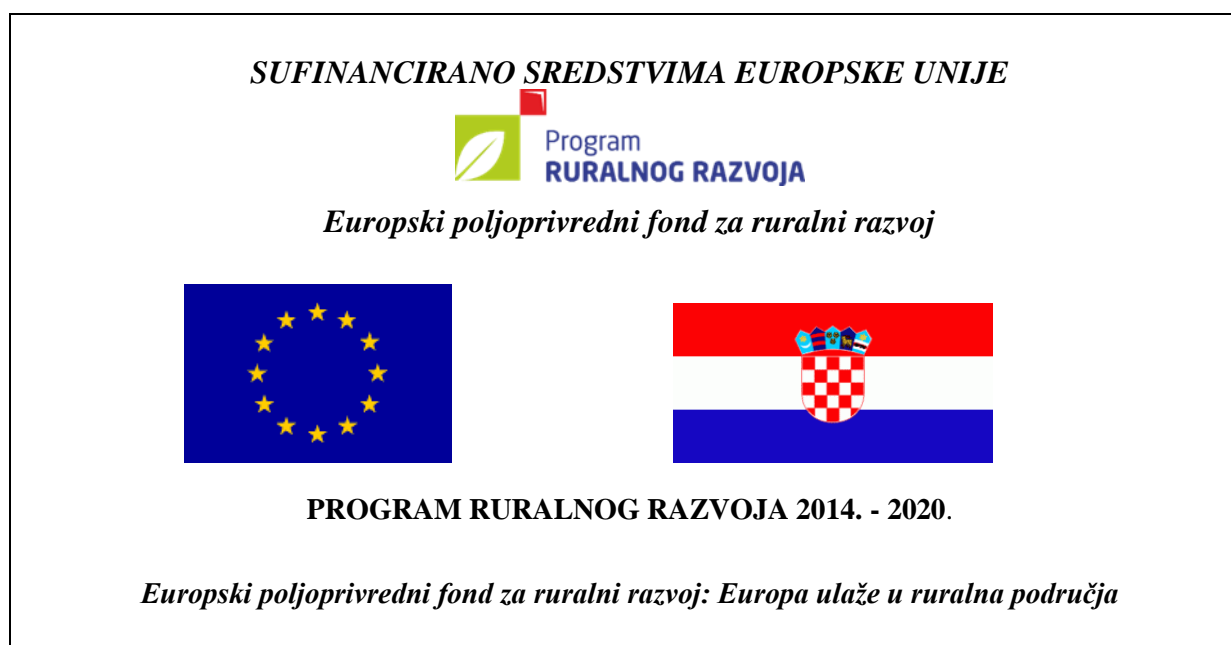 SUFINANCIRANO SREDSTVIMA EUROPSKE UNIJE
Program
RURALNOG RAZVOJA
Europski poljoprivredni fond za ruralni razvoj
PROGRAM RURALNOG RAZVOJA 2014. - 2020.
Europski poljoprivredni fond za ruralni razvoj: Europa ulaže u ruralna područja